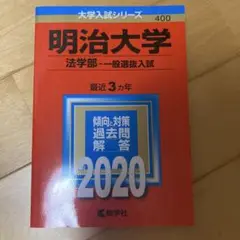 大学入試シリーズ
400
明治大学
法学部-一般選抜入試
最近3カ年
傾向と対策
過去問
解答
2020
教学社